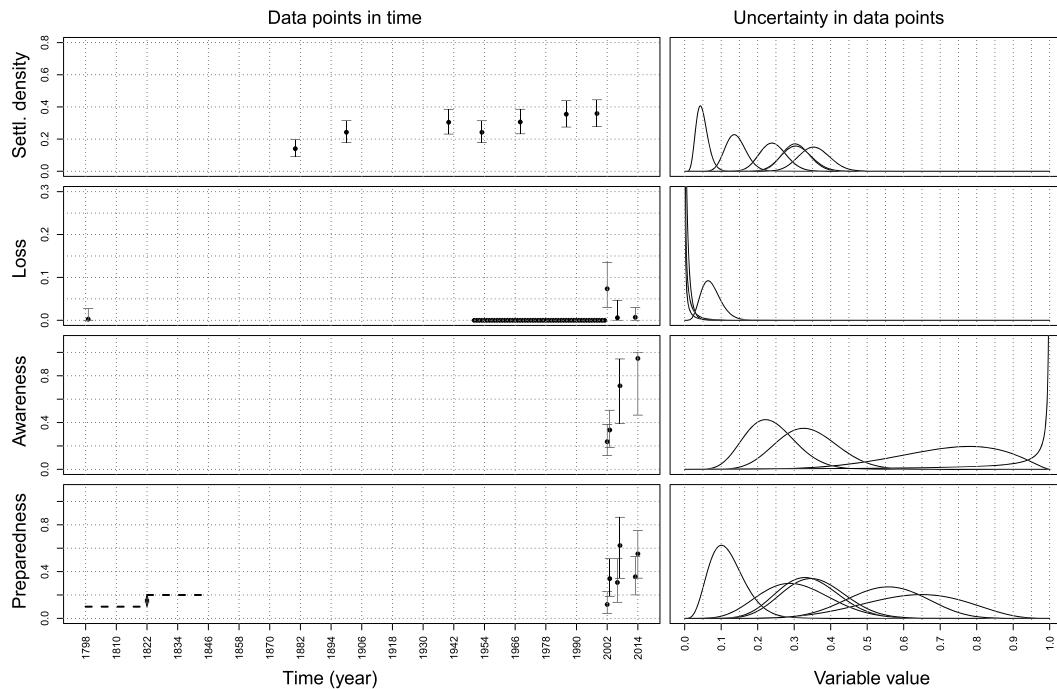 Data points in time
Uncertainty in data points
Settl. density
0.0 0.2 0.4 0.6 0.8
Loss
0.0 0.1 0.2 0.3
Awareness
0.0 0.4 0.8
Preparedness
0.0 0.4 0.8
1798 1810 1822 1834 1846 1858 1870 1882 1894 1906 1918 1930 1942 1954 1966 1978 1990 2002 2014
0.0 0.1 0.2 0.3 0.4 0.5 0.6 0.7 0.8 0.9 1.0
Time (year)
Variable value